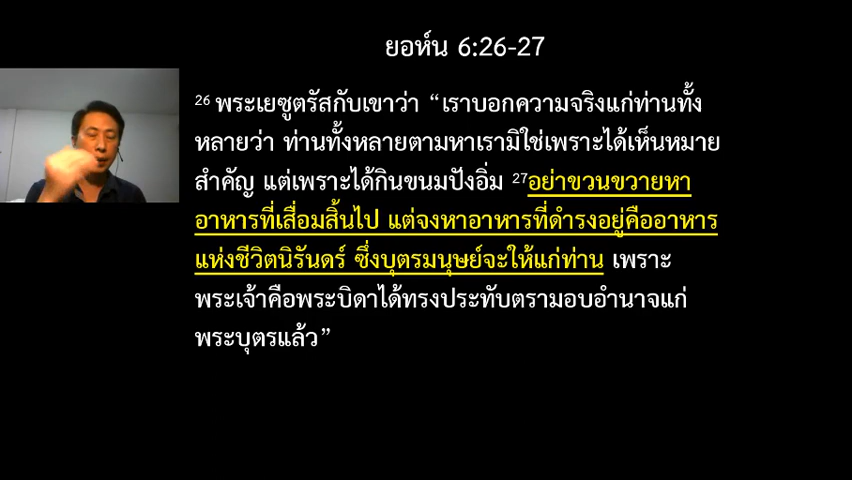 ยอห์น 6:26-27
26 พระเยซูตรัสกับเขาว่า “เราบอกความจริงแก่ท่านทั้ง
หลายว่า ท่านทั้งหลายตามหาเรามิใช่เพราะได้เห็นหมาย
สำคัญ แต่เพราะได้กินขนมปังอิ่ม 27อย่าขวนขวายหา
อาหารที่เสื่อมสิ้นไป แต่จงหาอาหารที่ดำรงอยู่คืออาหาร
แห่งชีวิตนิรันดร์ ซึ่งบุตรมนุษย์จะให้แก่ท่าน เพราะ
พระเจ้าคือพระบิดาได้ทรงประทับตรามอบอำนาจแก่
พระบุตรแล้ว”